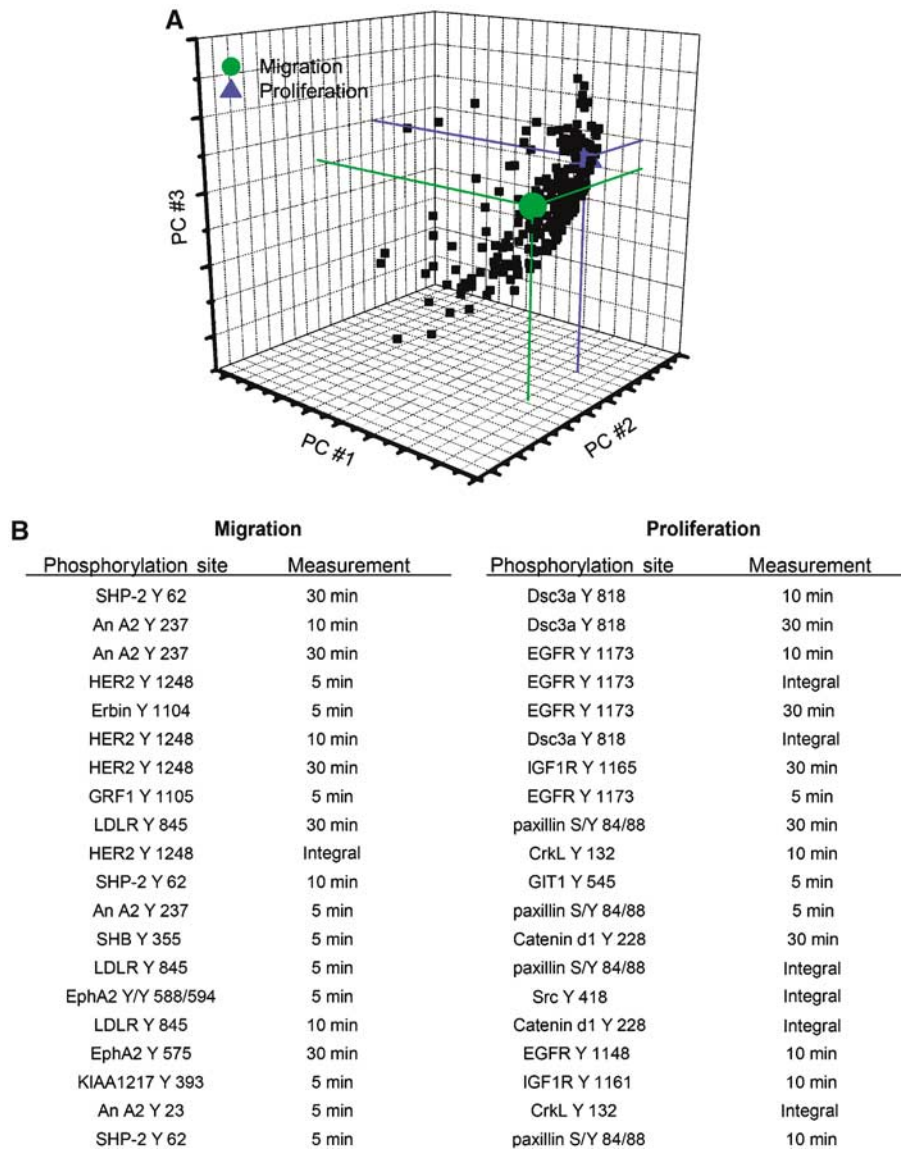 A
Migration
Proliferation
PC #3
PC #1
PC #2
B Migration Proliferation
Phosphorylation site Measurement Phosphorylation site Measurement
SHP-2 Y 62 30 min Dsc3a Y 818 10 min
An A2 Y 237 10 min Dsc3a Y 818 30 min
An A2 Y 237 30 min EGFR Y 1173 10 min
HER2 Y 1248 5 min EGFR Y 1173 Integral
Erbin Y 1104 5 min EGFR Y 1173 30 min
HER2 Y 1248 10 min Dsc3a Y 818 Integral
HER2 Y 1248 30 min IGF1R Y 1165 30 min
GRF1 Y 1105 5 min EGFR Y 1173 5 min
LDLR Y 845 30 min paxillin S/Y 84/88 30 min
HER2 Y 1248 Integral CrkL Y 132 10 min
SHP-2 Y 62 10 min GIT1 Y 545 5 min
An A2 Y 237 5 min paxillin S/Y 84/88 5 min
SHB Y 355 5 min Catenin d1 Y 228 30 min
LDLR Y 845 5 min paxillin S/Y 84/88 Integral
EphA2 Y/Y 588/594 5 min Src Y 418 Integral
LDLR Y 845 10 min Catenin d1 Y 228 Integral
EphA2 Y 575 30 min EGFR Y 1148 10 min
KIAA1217 Y 393 5 min IGF1R Y 1161 10 min
An A2 Y 23 5 min CrkL Y 132 Integral
SHP-2 Y 62 5 min paxillin S/Y 84/88 10 min